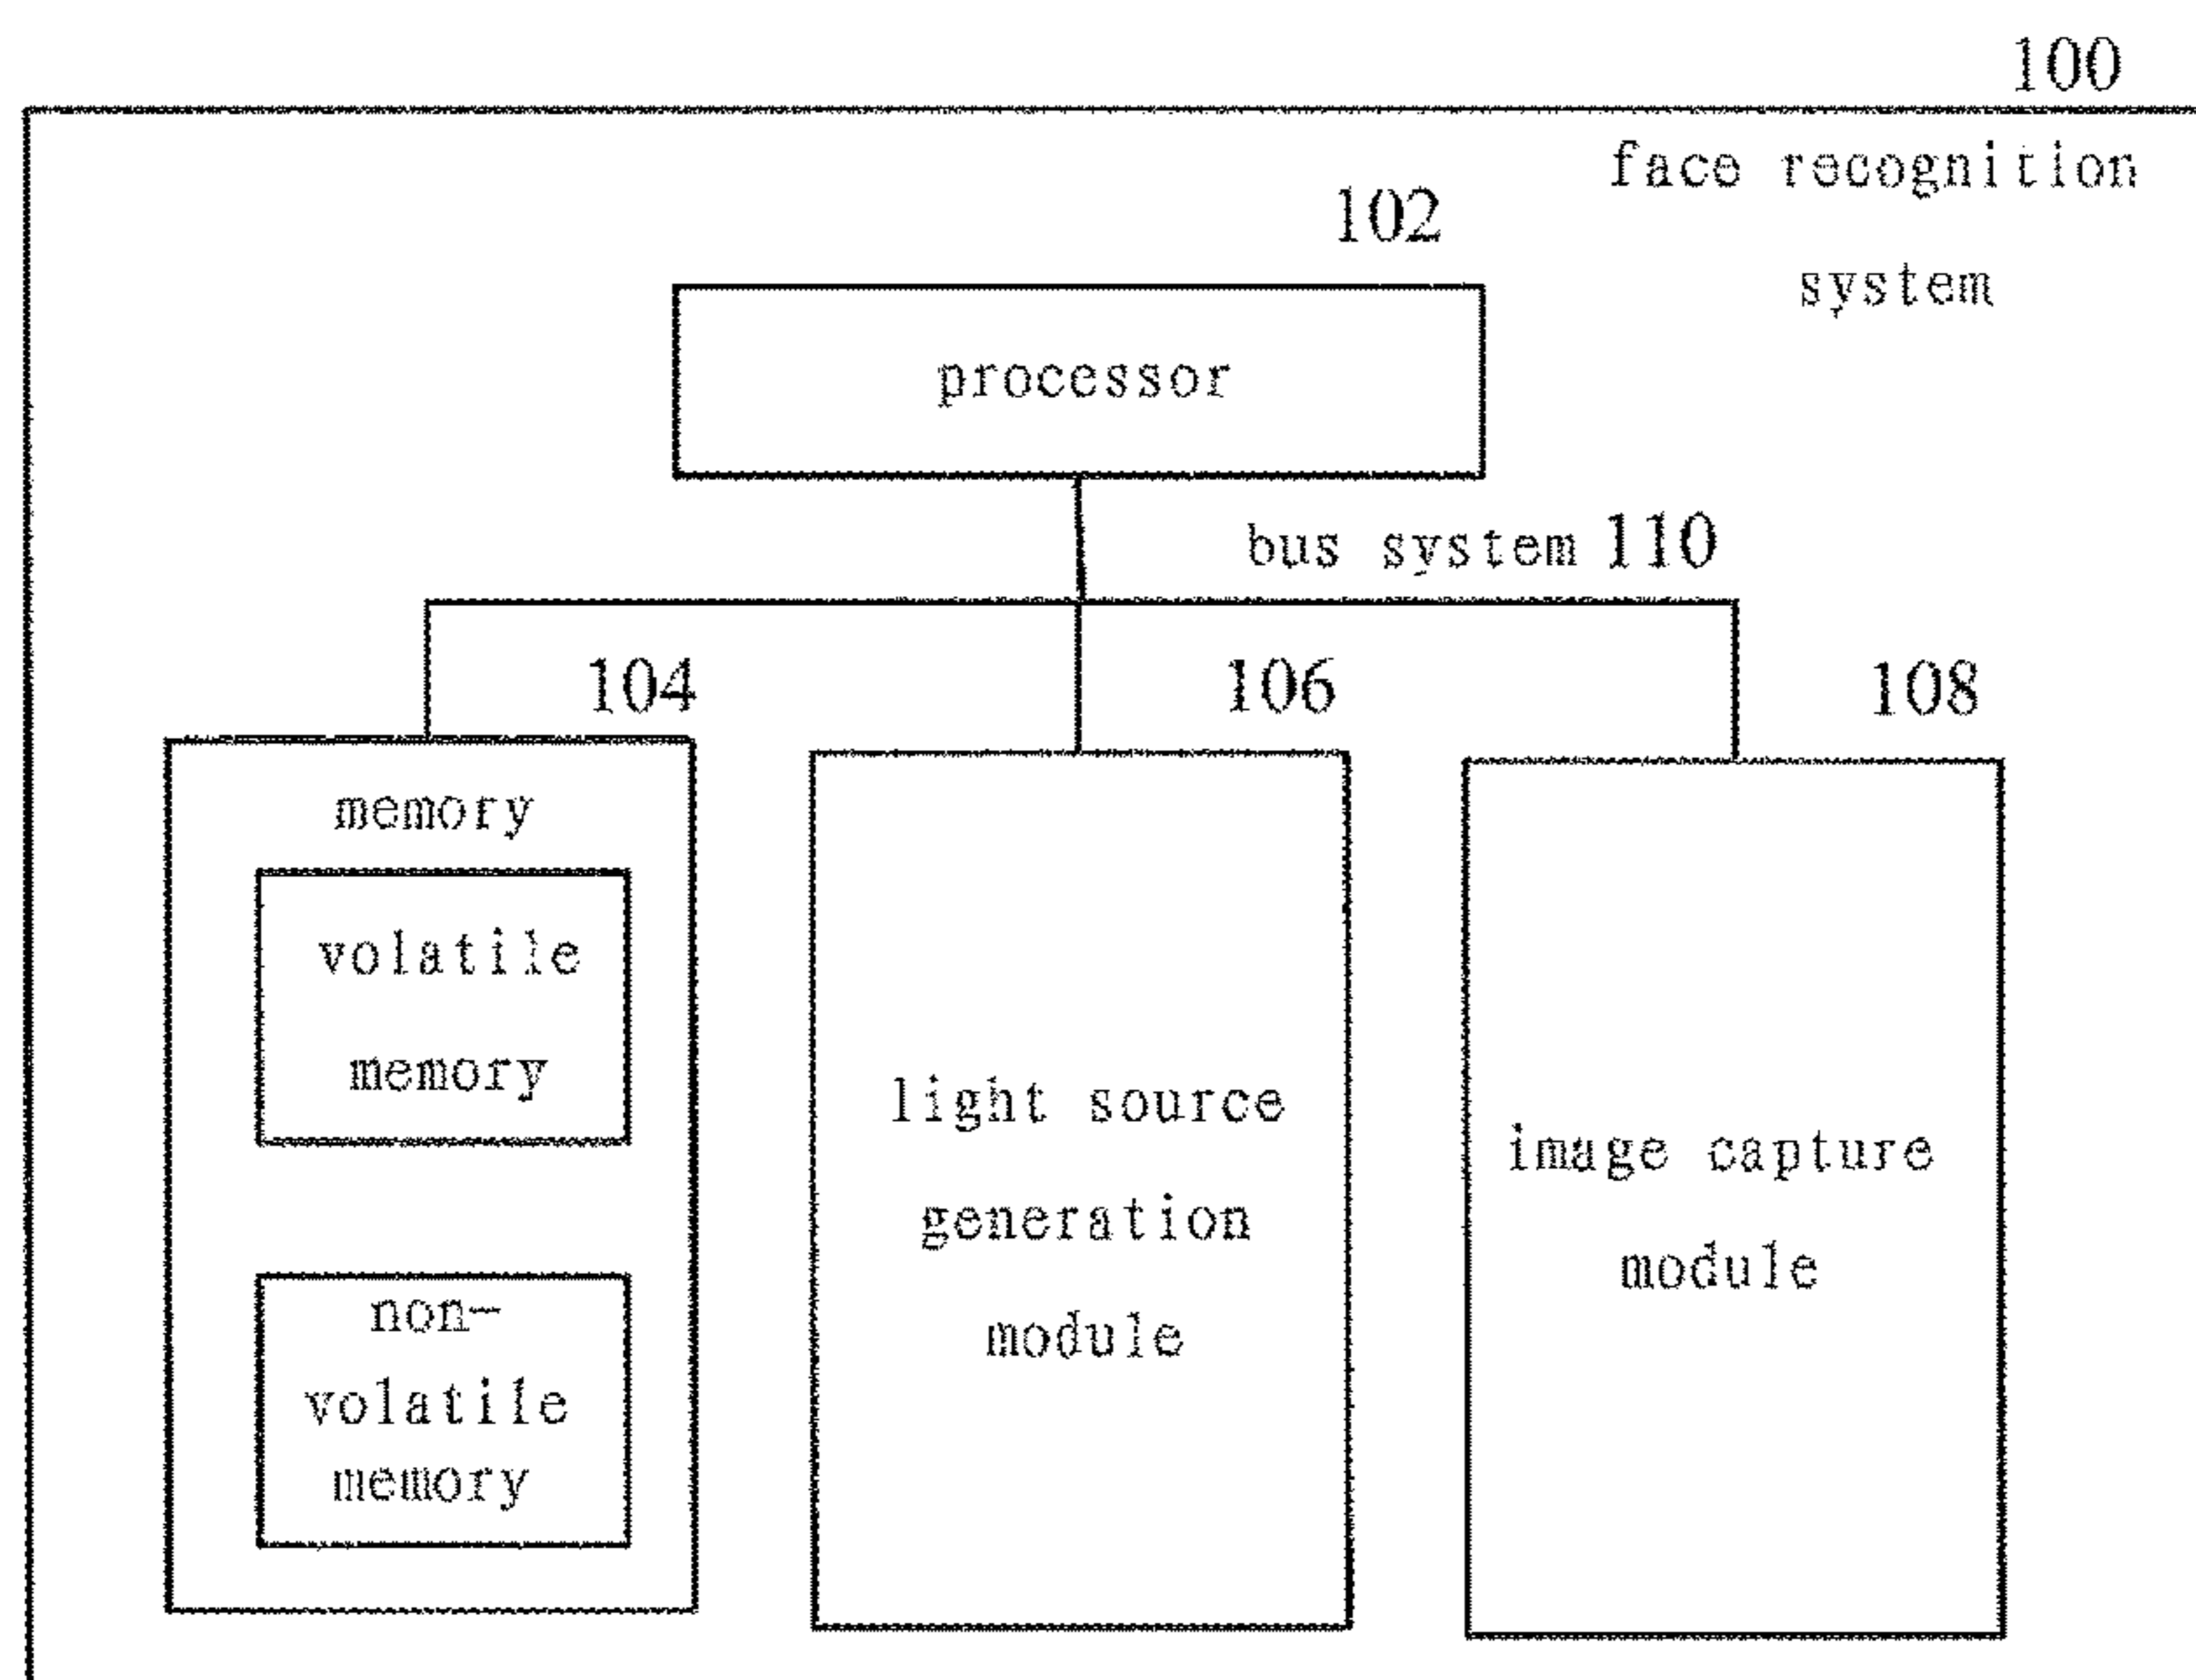 100
face recognition
system
102
processor
bus system 110
104
106
108
memory
volatile
memory
non-
volatile
memory
light source
generation
module
image capture
module